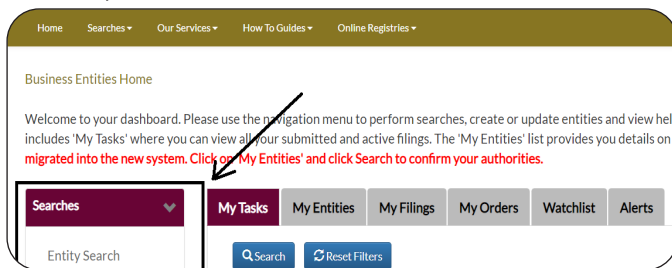 Home Searches Our Services How To Guides Online Registries
Business Entities Home
Welcome to your dashboard. Please use the navigation menu to perform searches, create or update entities and view hel
includes 'My Tasks' where you can view all your submitted and active filings. The 'My Entities' list provides you details on
migrated into the new system. Click on 'My Entities' and click Search to confirm your authorities.
Searches My Tasks My Entities My Filings My Orders Watchlist Alerts
Entity Search Search Reset Filters